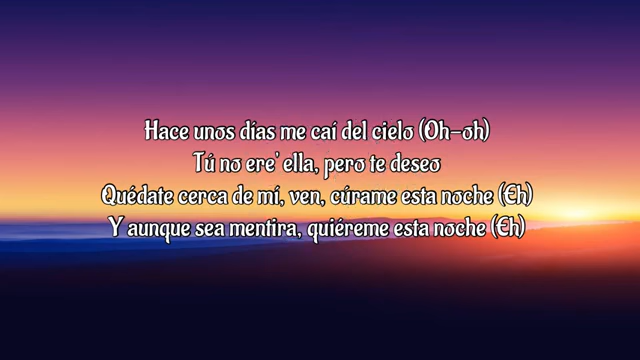 Hace unos días me caí del cielo (Oh-oh)
Tú no ere' ella, pero te deseo
Quédate cerca de mí, ven, cúrame esta noche (Eh)
Y aunque sea mentira, quiéreme esta noche (Eh)